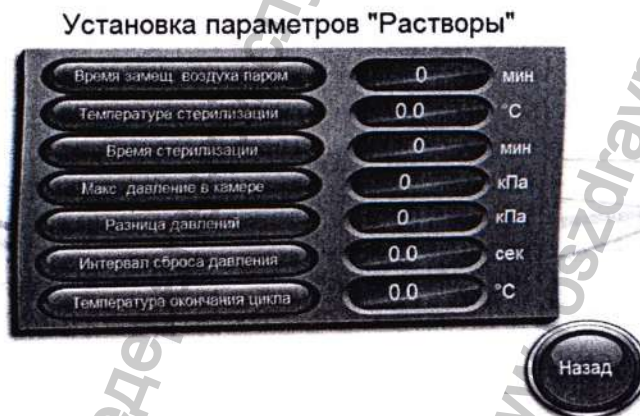 Установка параметров "Растворы"
Время замещ. воздуха паром 0 мин
Температура стерилизации 0.0 °C
Время стерилизации 0 мин
Макс. давление в камере 0 кПа
Разница давлений 0 кПа
Интервал сброса давления 0.0 сек
Температура окончания цикла 0.0 °C
Назад